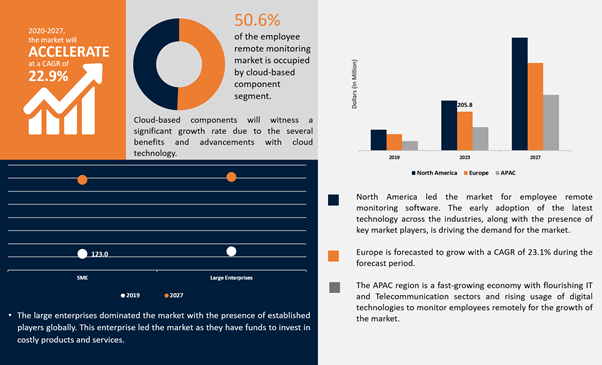 2020-2027,
the market will
ACCELERATE
at a CAGR of
22.9%
50.6%
of the employee
remote monitoring
market is occupied
by cloud-based
component
segment.
Cloud-based components will witness a
significant growth rate due to the several
benefits and advancements with cloud
technology.
123.0
SME Large Enterprises
2019 2027
• The large enterprises dominated the market with the presence of established
players globally. This enterprise led the market as they have funds to invest in
costly products and services.
Dollars (In Million)
205.8
2019 2023 2027
North America Europe APAC
North America led the market for employee remote
monitoring software. The early adoption of the latest
technology across the industries, along with the presence of
key market players, is driving the demand for the market.
Europe is forecasted to grow with a CAGR of 23.1% during the
forecast period.
The APAC region is a fast-growing economy with flourishing IT
and Telecommunication sectors and rising usage of digital
technologies to monitor employees remotely for the growth of
the market.